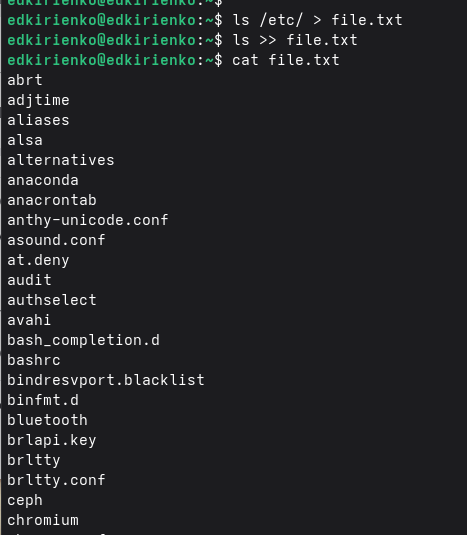 edkirienko@edkirienko:~$
edkirienko@edkirienko:~$ ls /etc/ > file.txt
edkirienko@edkirienko:~$ ls >> file.txt
edkirienko@edkirienko:~$ cat file.txt
abrt
adjtime
aliases
alsa
alternatives
anaconda
anacrontab
anthy-unicode.conf
asound.conf
at.deny
audit
authselect
avahi
bash_completion.d
bashrc
bindresvport.blacklist
binfmt.d
bluetooth
brlapi.key
brltty
brltty.conf
ceph
chromium